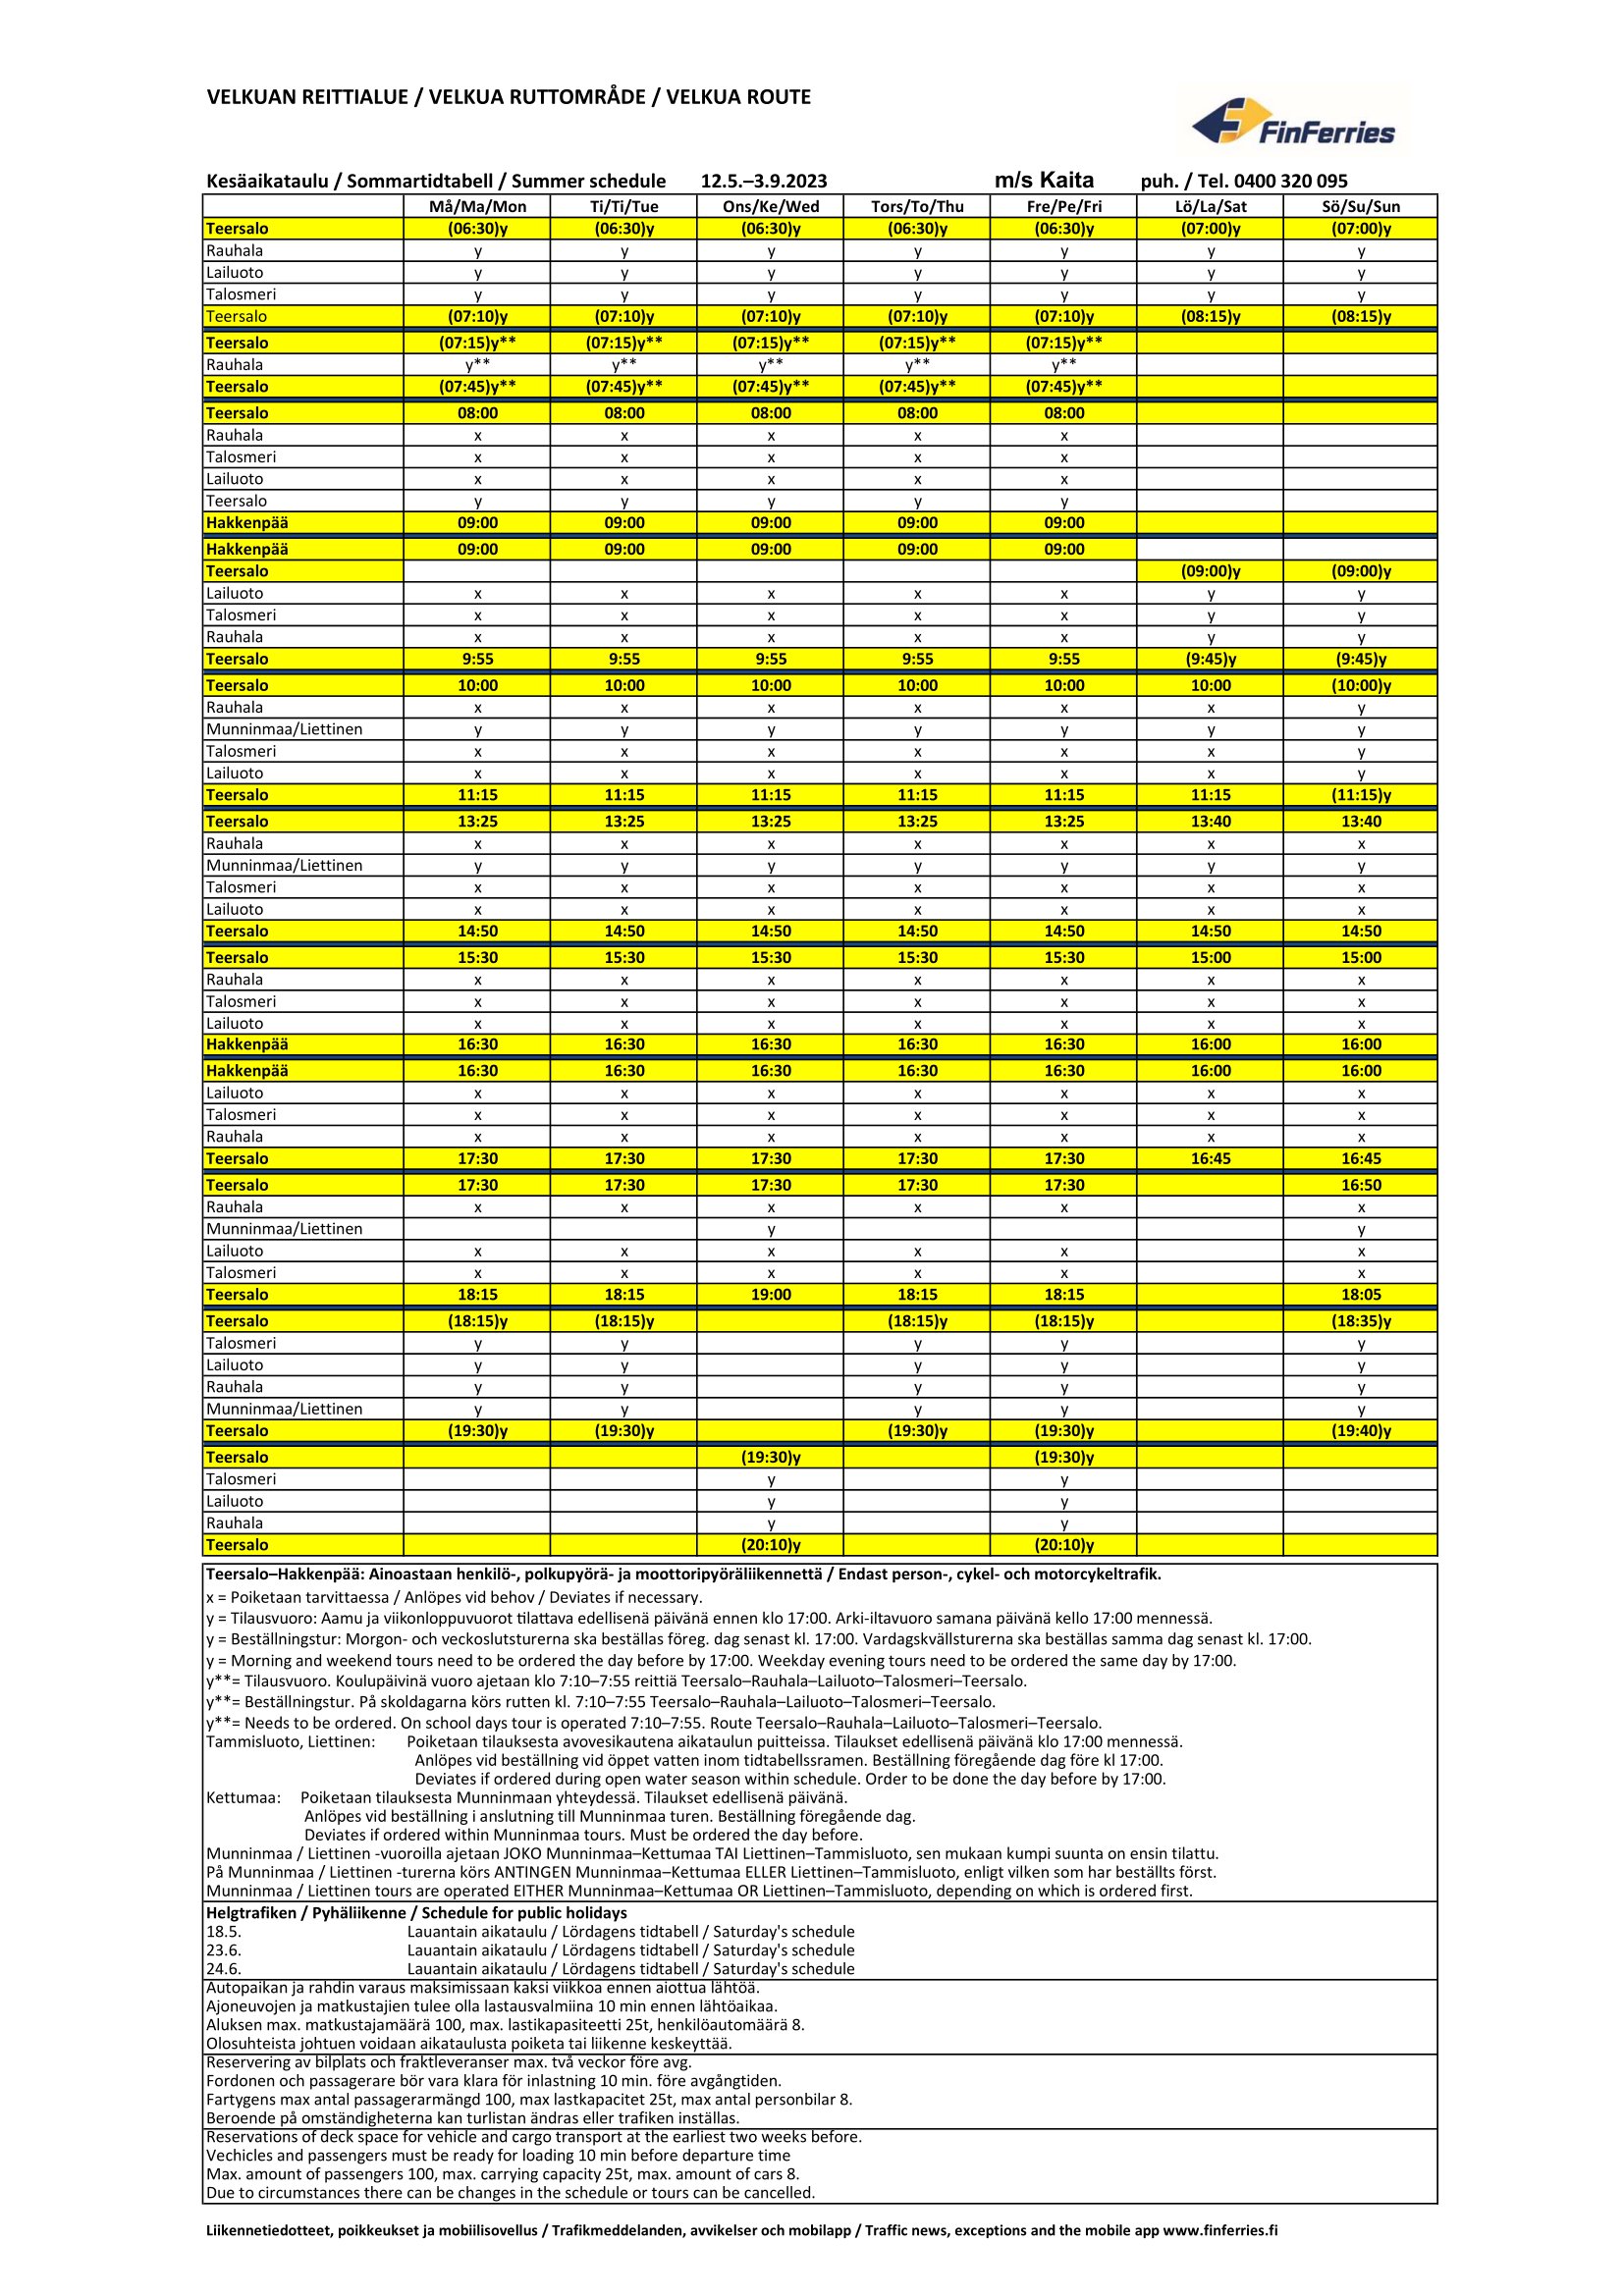 VELKUAN REITTIALUE / VELKUA RUTTOMRÅDE / VELKUA ROUTE
FinFerries
Kesäaikataulu / Sommartidtabell / Summer schedule 12.5.–3.9.2023 m/s Kaita puh. / Tel. 0400 320 095
Må/Ma/Mon Ti/Ti/Tue Ons/Ke/Wed Tors/To/Thu Fre/Pe/Fri Lö/La/Sat Sö/Su/Sun
Teersalo (06:30)y (06:30)y (06:30)y (06:30)y (06:30)y (07:00)y (07:00)y
Rauhala y y y y y y y
Lailuoto y y y y y y y
Talosmeri y y y y y y y
Teersalo (07:10)y (07:10)y (07:10)y (07:10)y (07:10)y (08:15)y (08:15)y
Teersalo (07:15)y** (07:15)y** (07:15)y** (07:15)y** (07:15)y**
Rauhala y** y** y** y** y**
Teersalo (07:45)y** (07:45)y** (07:45)y** (07:45)y** (07:45)y**
Teersalo 08:00 08:00 08:00 08:00 08:00
Rauhala x x x x x
Talosmeri x x x x x
Lailuoto x x x x x
Teersalo y y y y y
Hakkenpää 09:00 09:00 09:00 09:00 09:00
Hakkenpää 09:00 09:00 09:00 09:00 09:00
Teersalo (09:00)y (09:00)y
Lailuoto x x x x x y y
Talosmeri x x x x x y y
Rauhala x x x x x y y
Teersalo 9:55 9:55 9:55 9:55 9:55 (9:45)y (9:45)y
Teersalo 10:00 10:00 10:00 10:00 10:00 10:00 (10:00)y
Rauhala x x x x x x y
Munninmaa/Liettinen y y y y y y y
Talosmeri x x x x x x y
Lailuoto x x x x x x y
Teersalo 11:15 11:15 11:15 11:15 11:15 11:15 (11:15)y
Teersalo 13:25 13:25 13:25 13:25 13:25 13:40 13:40
Rauhala x x x x x x x
Munninmaa/Liettinen y y y y y y y
Talosmeri x x x x x x x
Lailuoto x x x x x x x
Teersalo 14:50 14:50 14:50 14:50 14:50 14:50 14:50
Teersalo 15:30 15:30 15:30 15:30 15:30 15:00 15:00
Rauhala x x x x x x x
Talosmeri x x x x x x x
Lailuoto x x x x x x x
Hakkenpää 16:30 16:30 16:30 16:30 16:30 16:00 16:00
Hakkenpää 16:30 16:30 16:30 16:30 16:30 16:00 16:00
Lailuoto x x x x x x x
Talosmeri x x x x x x x
Rauhala x x x x x x x
Teersalo 17:30 17:30 17:30 17:30 17:30 16:45 16:45
Teersalo 17:30 17:30 17:30 17:30 17:30 16:50
Rauhala x x x x x x
Munninmaa/Liettinen y y
Lailuoto x x x x x x
Talosmeri x x x x x x
Teersalo 18:15 18:15 19:00 18:15 18:15 18:05
Teersalo (18:15)y (18:15)y (18:15)y (18:15)y (18:35)y
Talosmeri y y y y y
Lailuoto y y y y y
Rauhala y y y y y
Munninmaa/Liettinen y y y y y
Teersalo (19:30)y (19:30)y (19:30)y (19:30)y (19:40)y
Teersalo (19:30)y (19:30)y
Talosmeri y y
Lailuoto y y
Rauhala y y
Teersalo (20:10)y (20:10)y
Teersalo–Hakkenpää: Ainoastaan henkilö-, polkupyörä- ja moottoripyöräliikennettä / Endast person-, cykel- och motorcykeltrafik.
x = Poiketaan tarvittaessa / Anlöpes vid behov / Deviates if necessary.
y = Tilausvuoro: Aamu ja viikonloppuvuorot tilattava edellisenä päivänä ennen klo 17:00. Arki-iltavuoro samana päivänä kello 17:00 mennessä.
y = Beställningstur: Morgon- och veckoslutsturerna ska beställas föreg. dag senast kl. 17:00. Vardagskvällsturerna ska beställas samma dag senast kl. 17:00.
y = Morning and weekend tours need to be ordered the day before by 17:00. Weekday evening tours need to be ordered the same day by 17:00.
y**= Tilausvuoro. Koulupäivinä vuoro ajetaan klo 7:10–7:55 reittiä Teersalo–Rauhala–Lailuoto–Talosmeri–Teersalo.
y**= Beställningstur. På skoldagarna körs rutten kl. 7:10–7:55 Teersalo–Rauhala–Lailuoto–Talosmeri–Teersalo.
y**= Needs to be ordered. On school days tour is operated 7:10–7:55. Route Teersalo–Rauhala–Lailuoto–Talosmeri–Teersalo.
Tammisluoto, Liettinen: Poiketaan tilauksesta avovesikautena aikataulun puitteissa. Tilaukset edellisenä päivänä klo 17:00 mennessä.
Anlöpes vid beställning vid öppet vatten inom tidtabellssramen. Beställning föregående dag före kl 17:00.
Deviates if ordered during open water season within schedule. Order to be done the day before by 17:00.
Kettumaa: Poiketaan tilauksesta Munninmaan yhteydessä. Tilaukset edellisenä päivänä.
Anlöpes vid beställning i anslutning till Munninmaa turen. Beställning föregående dag.
Deviates if ordered within Munninmaa tours. Must be ordered the day before.
Munninmaa / Liettinen -vuoroilla ajetaan JOKO Munninmaa–Kettumaa TAI Liettinen–Tammisluoto, sen mukaan kumpi suunta on ensin tilattu.
På Munninmaa / Liettinen -turerna körs ANTINGEN Munninmaa–Kettumaa ELLER Liettinen–Tammisluoto, enligt vilken som har beställts först.
Munninmaa / Liettinen tours are operated EITHER Munninmaa–Kettumaa OR Liettinen–Tammisluoto, depending on which is ordered first.
Helgtrafiken / Pyhäliikenne / Schedule for public holidays
18.5. Lauantain aikataulu / Lördagens tidtabell / Saturday's schedule
23.6. Lauantain aikataulu / Lördagens tidtabell / Saturday's schedule
24.6. Lauantain aikataulu / Lördagens tidtabell / Saturday's schedule
Autopaikan ja rahdin varaus maksimissaan kaksi viikkoa ennen aiottua lähtöä.
Ajoneuvojen ja matkustajien tulee olla lastausvalmiina 10 min ennen lähtöaikaa.
Aluksen max. matkustajamäärä 100, max. lastikapasiteetti 25t, henkilöautomäärä 8.
Olosuhteista johtuen voidaan aikataulusta poiketa tai liikenne keskeyttää.
Reservering av bilplats och fraktleveranser max. två veckor före avg.
Fordonen och passagerare bör vara klara för inlastning 10 min. före avgångtiden.
Fartygens max antal passagerarmängd 100, max lastkapacitet 25t, max antal personbilar 8.
Beroende på omständigheterna kan turlistan ändras eller trafiken inställas.
Reservations of deck space for vehicle and cargo transport at the earliest two weeks before.
Vechicles and passengers must be ready for loading 10 min before departure time
Max. amount of passengers 100, max. carrying capacity 25t, max. amount of cars 8.
Due to circumstances there can be changes in the schedule or tours can be cancelled.
Liikennetiedotteet, poikkeukset ja mobiilisovellus / Trafikmeddelanden, avvikelser och mobilapp / Traffic news, exceptions and the mobile app www.finferries.fi